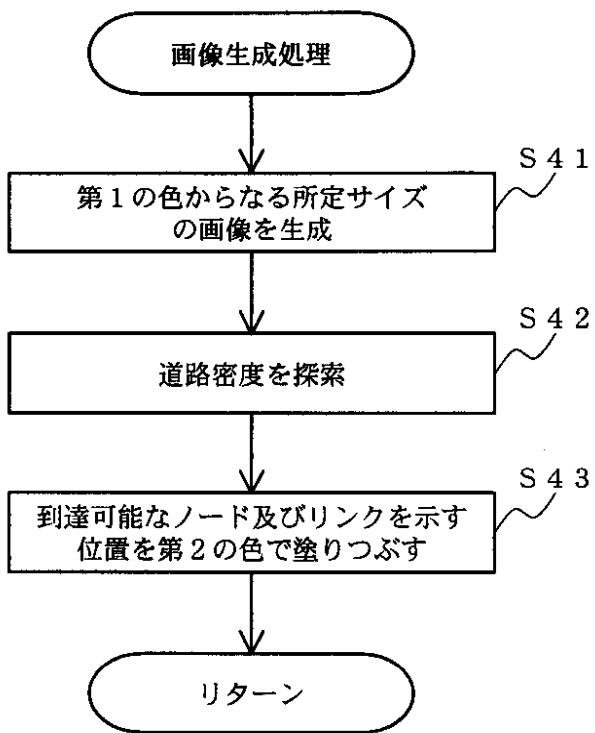 画像生成処理
S41
第1の色からなる所定サイズ
の画像を生成
S42
道路密度を探索
S43
到達可能なノード及びリンクを示す
位置を第2の色で塗りつぶす
リターン